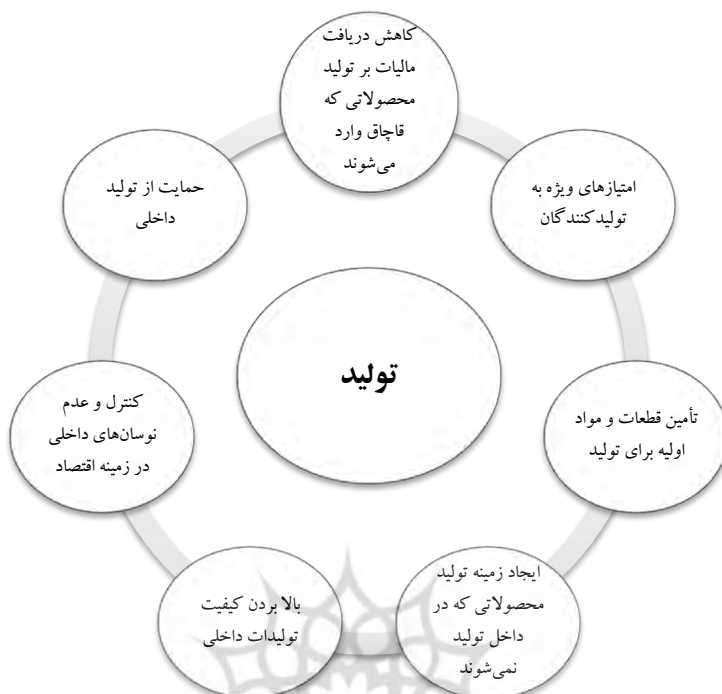 کاهش دریافت
مالیات بر تولید
محصولاتی که
قاچاق وارد
می‌شوند
امتیازهای ویژه به
تولیدکنندگان
تأمین قطعات و مواد
اولیه برای تولید
ایجاد زمینه تولید
محصولاتی که در
داخل تولید
نمی‌شوند
بالا بردن کیفیت
تولیدات داخلی
کنترل و عدم
نوسان‌های داخلی
در زمینه اقتصاد
حمایت از تولید
داخلی
تولید